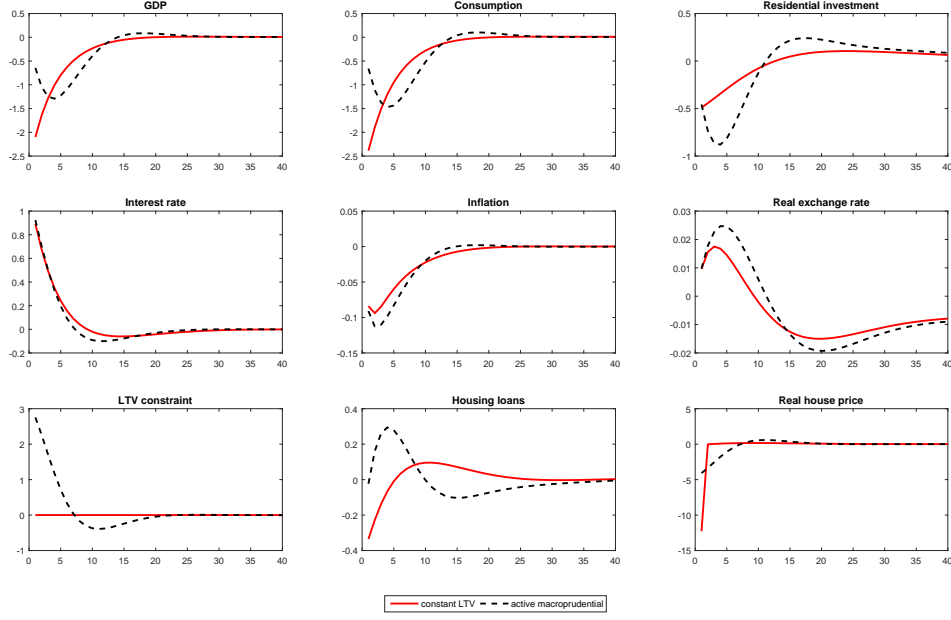 GDP
Consumption
Residential investment
0.5
0
-0.5
-1
-1.5
-2
-2.5
0 5 10 15 20 25 30 35 40
0.5
0
-0.5
-1
-1.5
-2
-2.5
0 5 10 15 20 25 30 35 40
0.5
0
-0.5
-1
0 5 10 15 20 25 30 35 40
Interest rate
Inflation
Real exchange rate
1
0.8
0.6
0.4
0.2
0
-0.2
0 5 10 15 20 25 30 35 40
0.05
0
-0.05
-0.1
-0.15
0 5 10 15 20 25 30 35 40
0.03
0.02
0.01
0
-0.01
-0.02
0 5 10 15 20 25 30 35 40
LTV constraint
Housing loans
Real house price
3
2
1
0
-1
0 5 10 15 20 25 30 35 40
0.4
0.2
0
-0.2
-0.4
0 5 10 15 20 25 30 35 40
5
0
-5
-10
-15
0 5 10 15 20 25 30 35 40
constant LTV active macroprudential